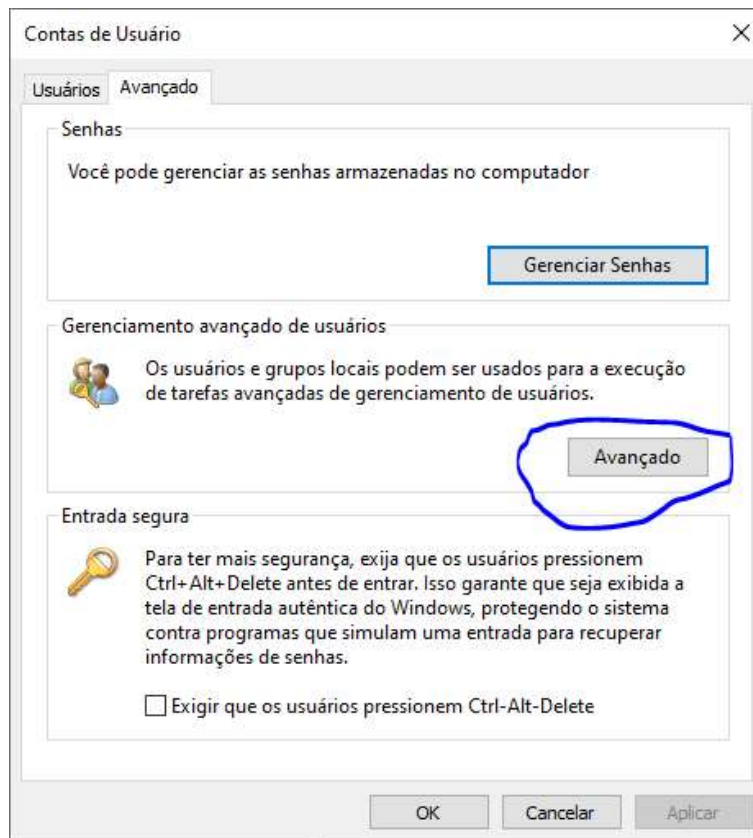 Contas de Usuário
Usuários
Avançado
Senhas
Você pode gerenciar as senhas armazenadas no computador
Gerenciar Senhas
Gerenciamento avançado de usuários
Os usuários e grupos locais podem ser usados para a execução
de tarefas avançadas de gerenciamento de usuários.
Avançado
Entrada segura
Para ter mais segurança, exija que os usuários pressionem
Ctrl+Alt+Delete antes de entrar. Isso garante que seja exibida a
tela de entrada autêntica do Windows, protegendo o sistema
contra programas que simulam uma entrada para recuperar
informações de senhas.
Exigir que os usuários pressionem Ctrl-Alt-Delete
OK
Cancelar
Aplicar